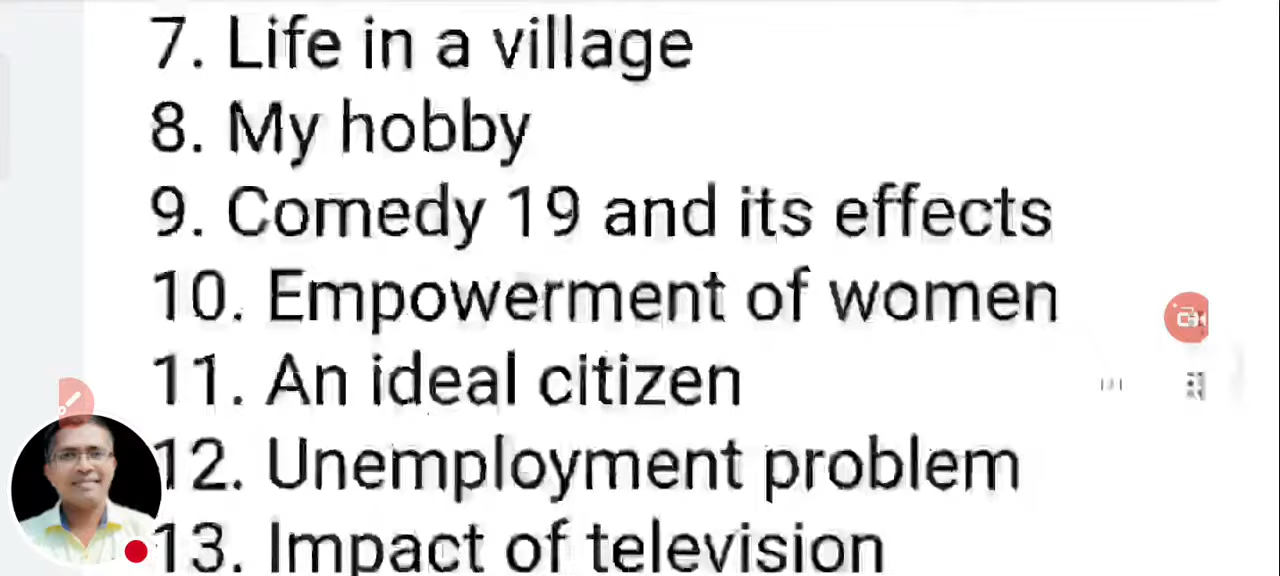 7. Life in a village
8. My hobby
9. Comedy 19 and its effects
10. Empowerment of women
11. An ideal citizen
12. Unemployment problem
13. Impact of television